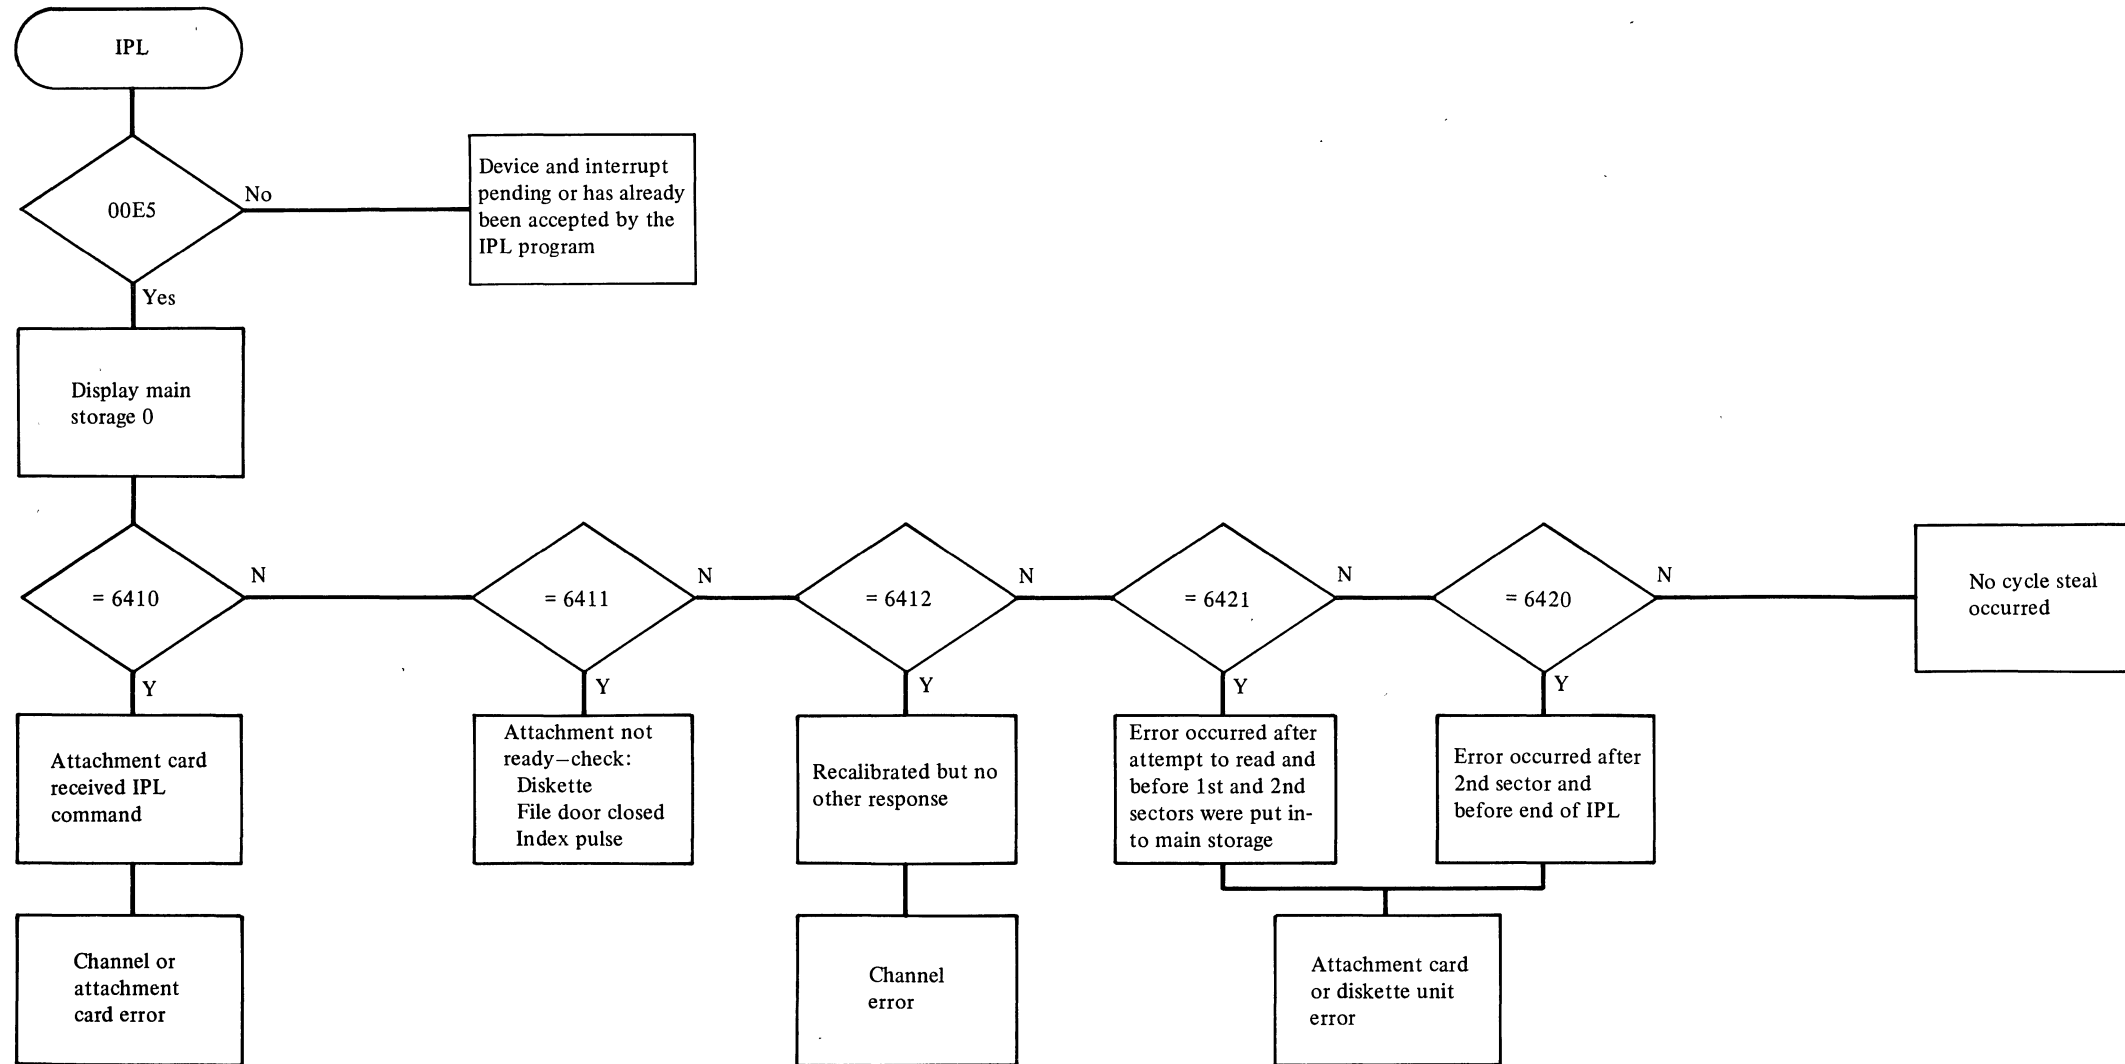 IPL
00E5
No
Device and interrupt
pending or has already
been accepted by the
IPL program
Yes
Display main
storage 0
= 6410
N
= 6411
N
= 6412
N
= 6421
N
= 6420
N
No cycle steal
occurred
Y
Y
Y
Y
Y
Attachment card
received IPL
command
Attachment not
ready–check:
Diskette
File door closed
Index pulse
Recalibrated but no
other response
Error occurred after
attempt to read and
before 1st and 2nd
sectors were put in-
to main storage
Error occurred after
2nd sector and
before end of IPL
Channel or
attachment
card error
Channel
error
Attachment card
or diskette unit
error